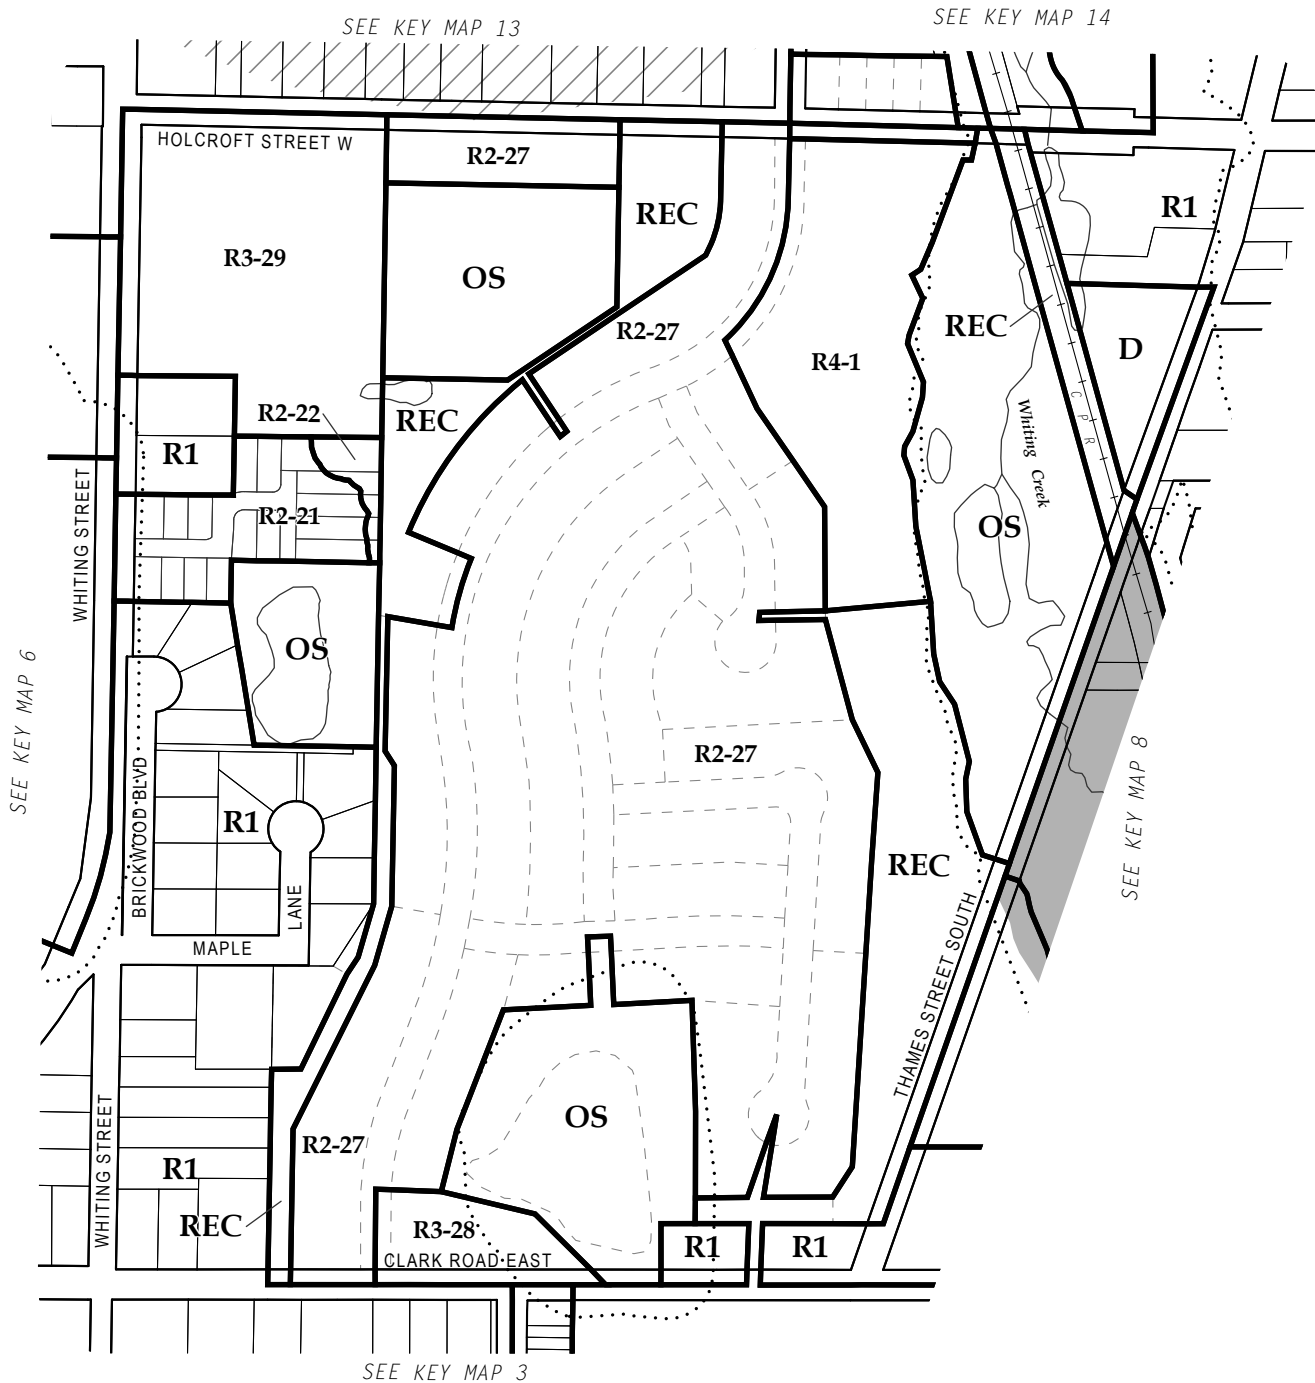 SEE KEY MAP 13
SEE KEY MAP 14
HOLCROFT STREET W
R2-27
REC
R1
R3-29
OS
R2-27
REC
D
R4-1
R2-22
REC
R1
CPR
Whiting Creek
WHITING STREET
R2-21
OS
OS
SEE KEY MAP 6
R2-27
SEE KEY MAP 8
BRICKWOOD BLVD
R1
REC
LANE
MAPLE
THAMES STREET SOUTH
OS
R2-27
WHITING STREET
R1
REC
R3-28
R1
R1
CLARK ROAD EAST
SEE KEY MAP 3